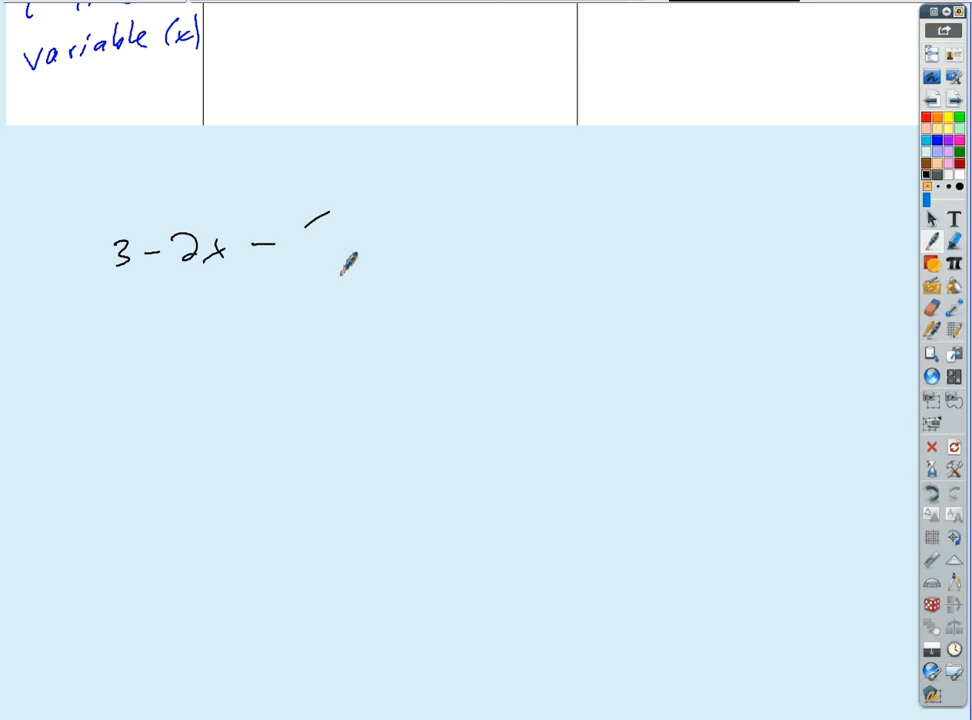 variable (x)
3 - 2x -